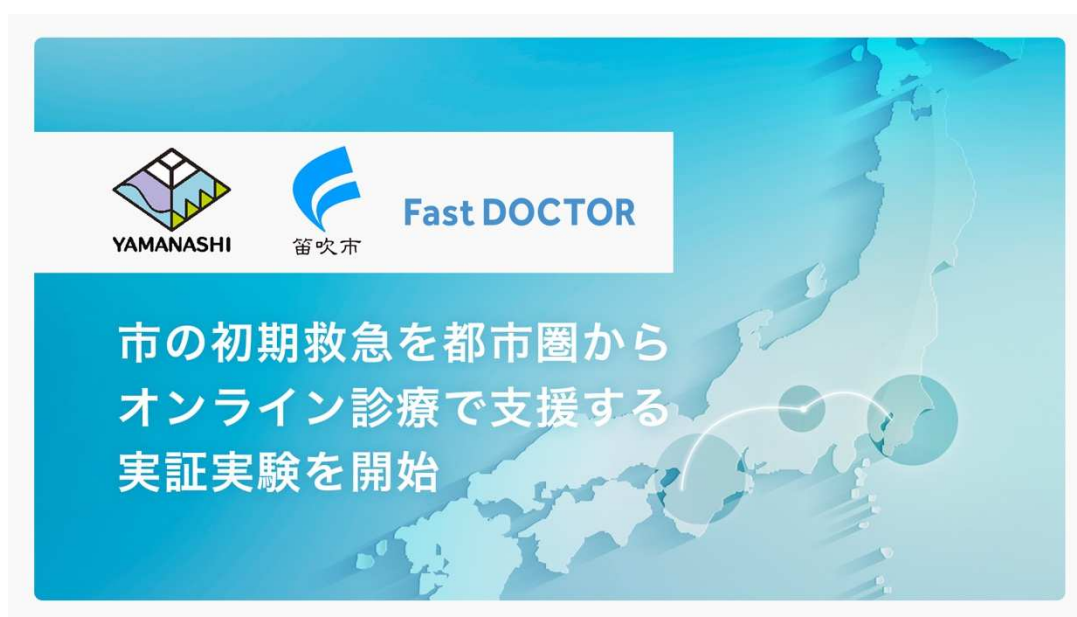 YAMANASHI
笛吹市
Fast DOCTOR
市の初期救急を都市圏から
オンライン診療で支援する
実証実験を開始